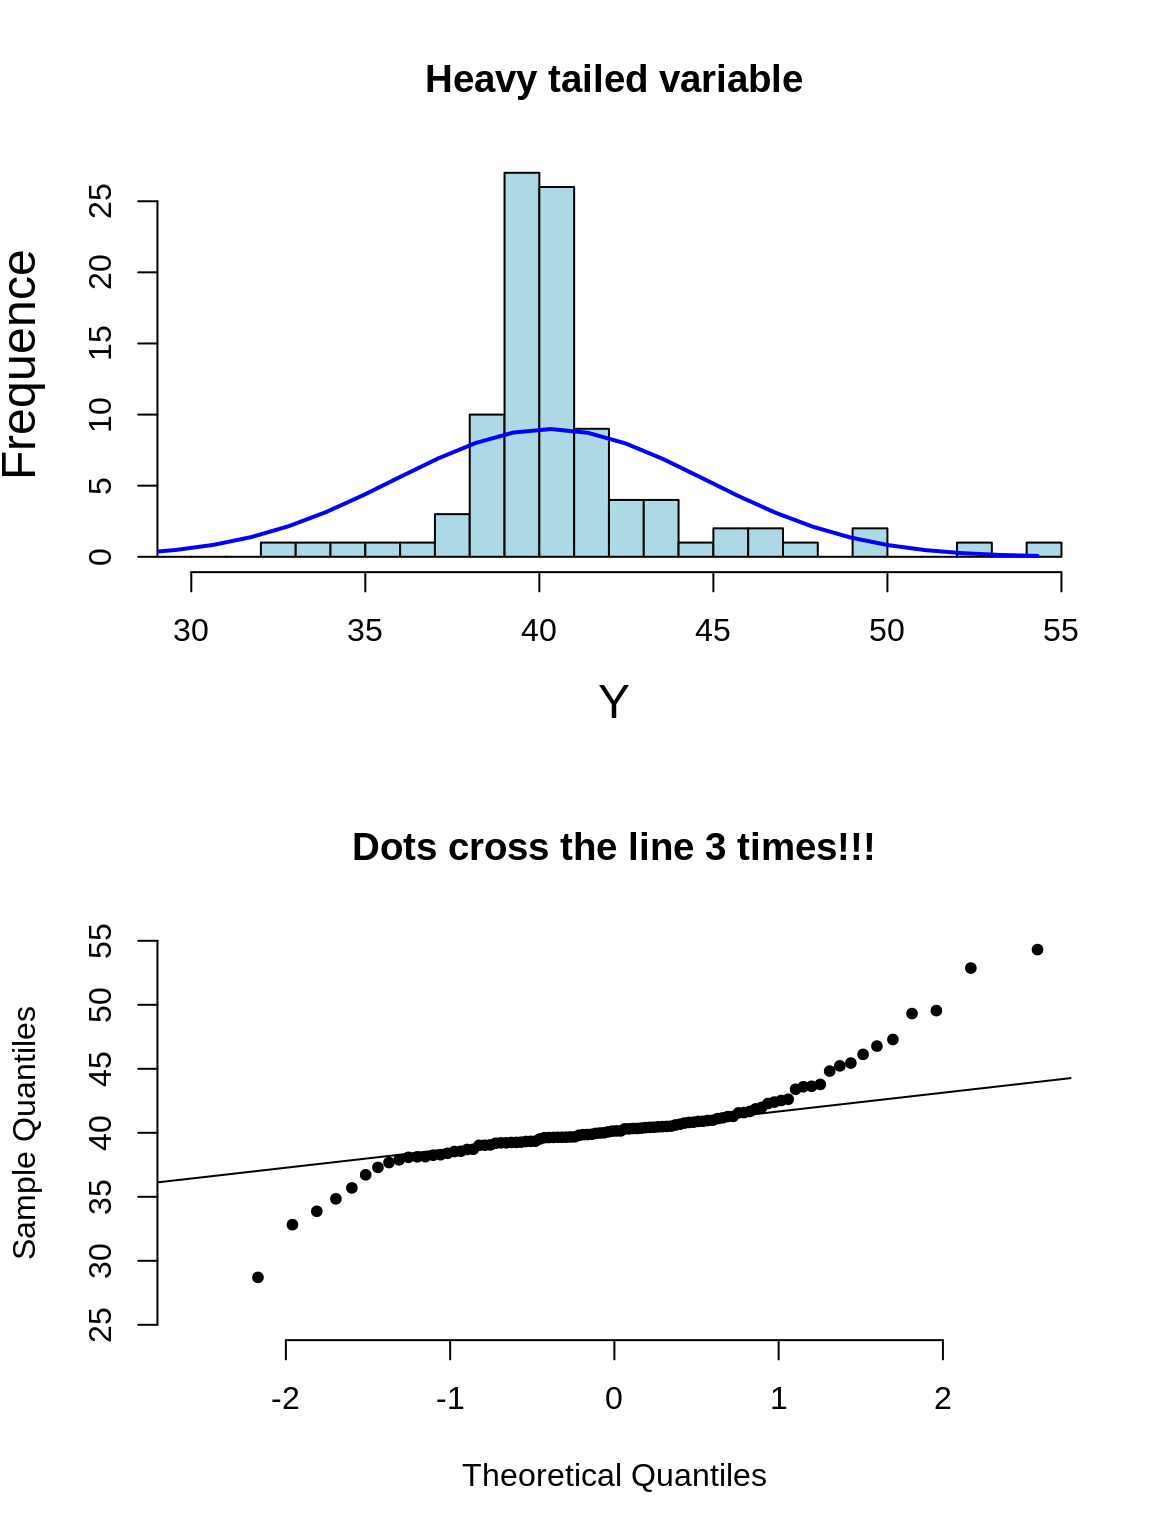 Heavy tailed variable
Frequence
25
20
15
10
5
0
30 35 40 45 50 55
Y
Dots cross the line 3 times!!!
Sample Quantiles
55
50
45
40
35
30
25
-2 -1 0 1 2
Theoretical Quantiles